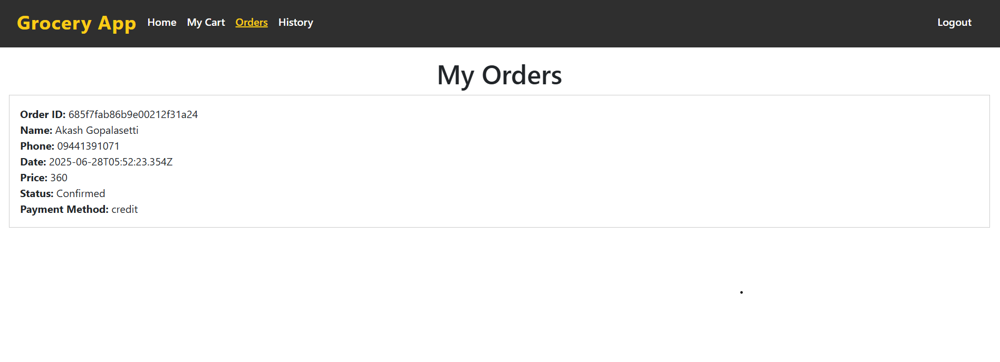 Grocery App Home My Cart Orders History Logout
My Orders
Order ID: 685f7fab86b9e00212f31a24
Name: Akash Gopalasetti
Phone: 09441391071
Date: 2025-06-28T05:52:23.354Z
Price: 360
Status: Confirmed
Payment Method: credit